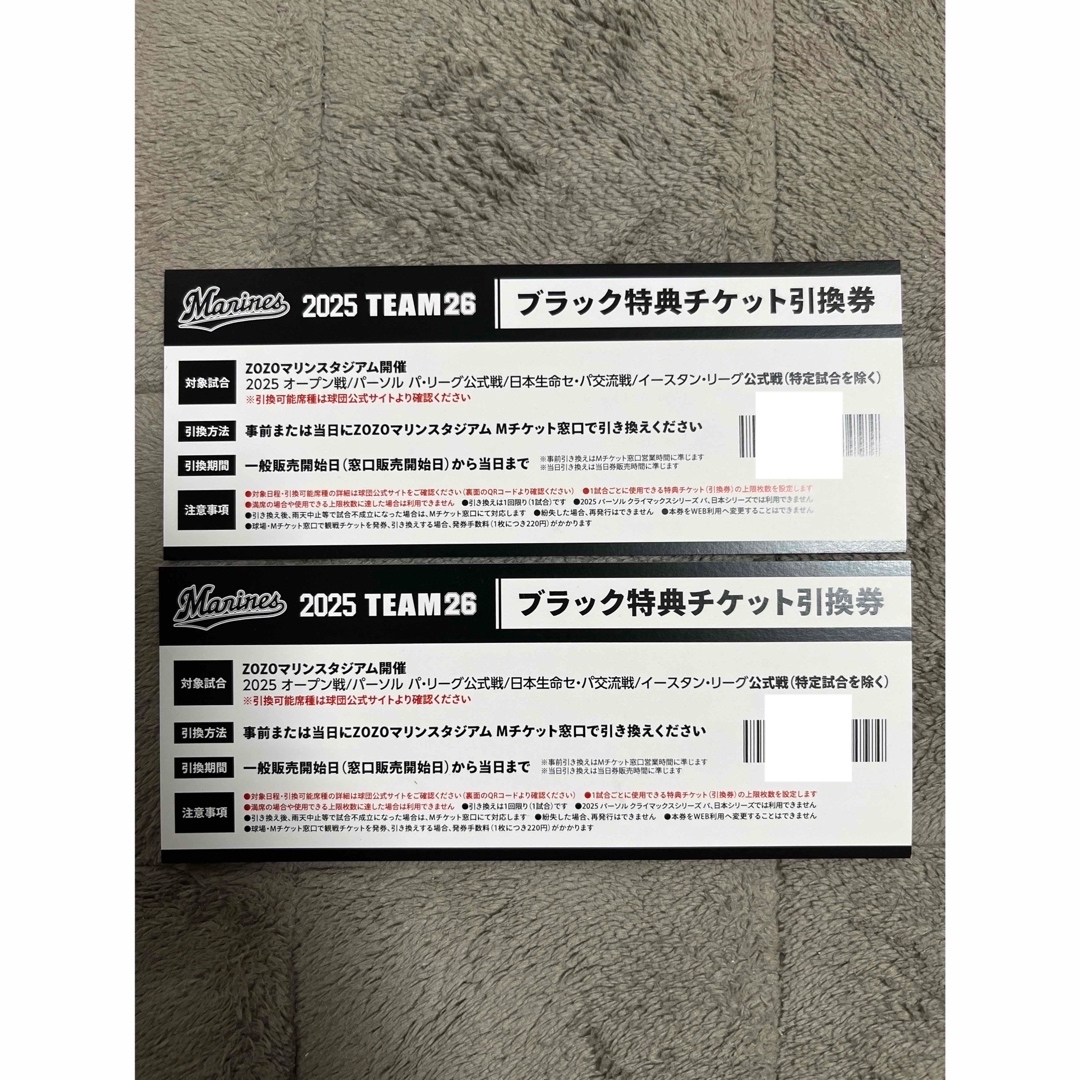 Marines 2025 TEAM26 ブラック特典チケット引換券
対象試合
ZOZOマリンスタジアム開催
2025 オープン戦/パーソル パ・リーグ公式戦/日本生命セ・パ交流戦/イースタン・リーグ公式戦(特定試合を除く)
※引換可能席種は球団公式サイトより確認ください
引換方法 事前または当日にZOZOマリンスタジアム Mチケット窓口で引き換えください
引換期間 一般販売開始日(窓口販売開始日)から当日まで
※事前引き換えはMチケット窓口営業時間に準じます
※当日引き換えは当日券販売時間に準じます
注意事項
●対象日程・引換可能席種の詳細は球団公式サイトをご確認ください(裏面のQRコードより確認ください) ●1試合ごとに使用できる特典チケット(引換券)の上限枚数を設定します
●満席の場合や使用できる上限枚数に達した場合は利用できません ●引き換えは1回限り(1試合)です ●2025 パーソル クライマックスシリーズ パ、日本シリーズでは利用できません
●引き換え後、雨天中止等で試合不成立になった場合は、Mチケット窓口にて対応します ●紛失した場合、再発行はできません ●本券をWEB利用へ変更することはできません
●球場・Mチケット窓口で観戦チケットを発券、引き換えする場合、発券手数料(1枚につき220円)がかかります
Marines 2025 TEAM26 ブラック特典チケット引換券
対象試合
ZOZOマリンスタジアム開催
2025 オープン戦/パーソル パ・リーグ公式戦/日本生命セ・パ交流戦/イースタン・リーグ公式戦(特定試合を除く)
※引換可能席種は球団公式サイトより確認ください
引換方法 事前または当日にZOZOマリンスタジアム Mチケット窓口で引き換えください
引換期間 一般販売開始日(窓口販売開始日)から当日まで
※事前引き換えはMチケット窓口営業時間に準じます
※当日引き換えは当日券販売時間に準じます
注意事項
●対象日程・引換可能席種の詳細は球団公式サイトをご確認ください(裏面のQRコードより確認ください) ●1試合ごとに使用できる特典チケット(引換券)の上限枚数を設定します
●満席の場合や使用できる上限枚数に達した場合は利用できません ●引き換えは1回限り(1試合)です ●2025 パーソル クライマックスシリーズ パ、日本シリーズでは利用できません
●引き換え後、雨天中止等で試合不成立になった場合は、Mチケット窓口にて対応します ●紛失した場合、再発行はできません ●本券をWEB利用へ変更することはできません
●球場・Mチケット窓口で観戦チケットを発券、引き換えする場合、発券手数料(1枚につき220円)がかかります